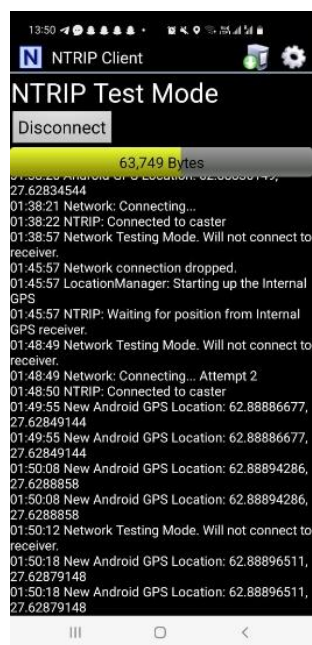 13:50
N NTRIP Client
NTRIP Test Mode
Disconnect
63,749 Bytes
27.62834544
01:38:21 Network: Connecting...
01:38:22 NTRIP: Connected to caster
01:38:57 Network Testing Mode. Will not connect to
receiver.
01:45:57 Network connection dropped.
01:45:57 LocationManager: Starting up the Internal
GPS
01:45:57 NTRIP: Waiting for position from Internal
GPS receiver.
01:48:49 Network Testing Mode. Will not connect to
receiver.
01:48:49 Network: Connecting... Attempt 2
01:48:50 NTRIP: Connected to caster
01:49:55 New Android GPS Location: 62.88886677,
27.62849144
01:49:55 New Android GPS Location: 62.88886677,
27.62849144
01:50:08 New Android GPS Location: 62.88894286,
27.6288858
01:50:08 New Android GPS Location: 62.88894286,
27.6288858
01:50:12 Network Testing Mode. Will not connect to
receiver.
01:50:18 New Android GPS Location: 62.88896511,
27.62879148
01:50:18 New Android GPS Location: 62.88896511,
27.62879148